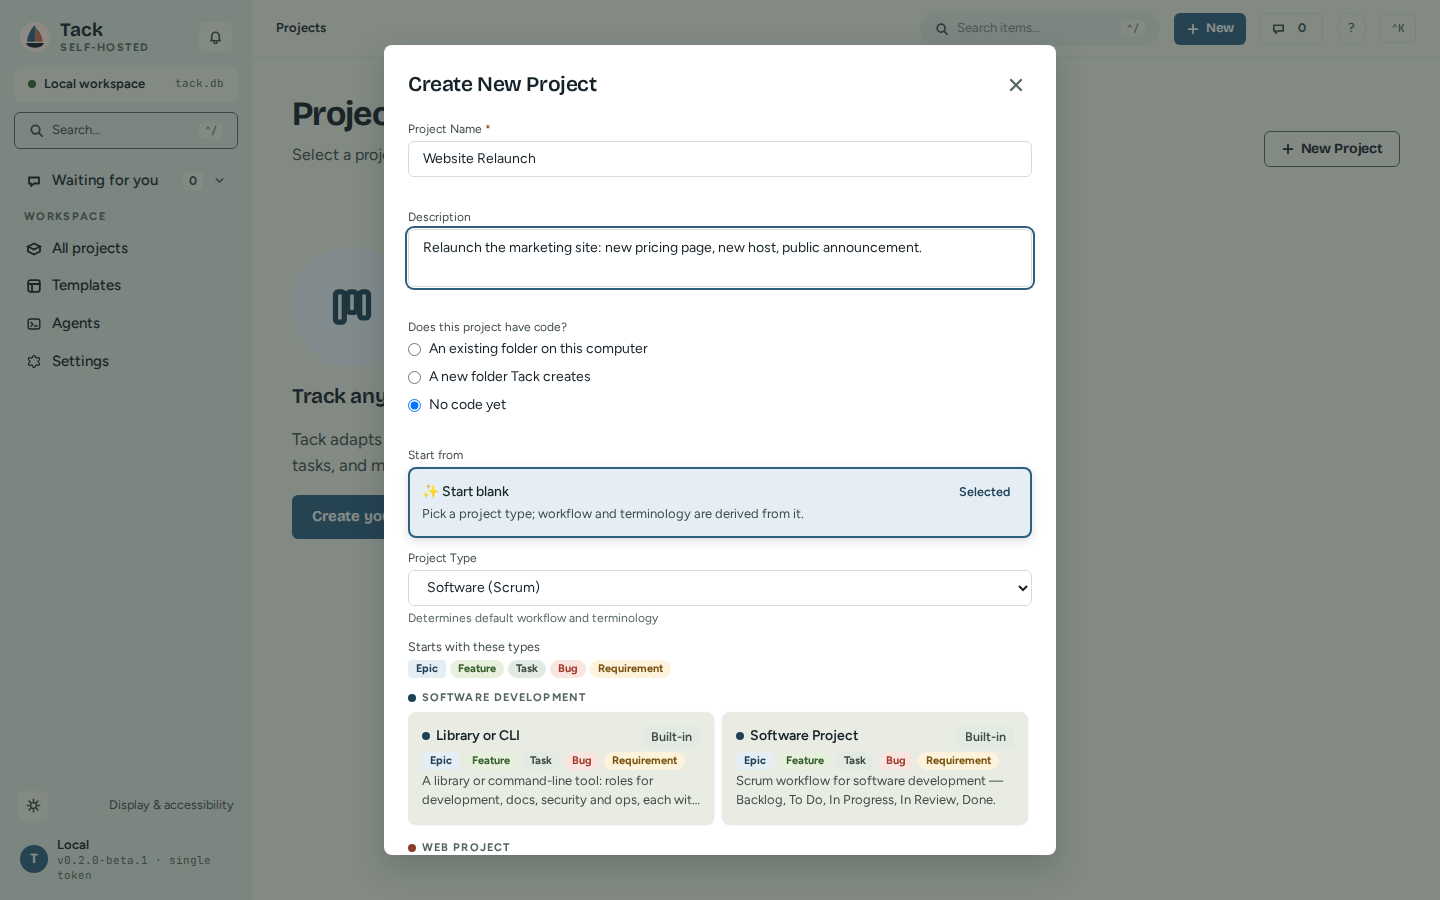 Tack
SELF-HOSTED
Local workspace
tack.db
Search...
^/
Waiting for you
0
WORKSPACE
All projects
Templates
Agents
Settings
Display & accessibility
T
Local
v0.2.0-beta.1 · single
token
Projects
Search items...
^/
New
0
?
^K
Select a
New Project
Track
Tack adapts
tasks, and
Create
Create New Project
Project Name *
Website Relaunch
Description
Relaunch the marketing site: new pricing page, new host, public announcement.
Does this project have code?
An existing folder on this computer
A new folder Tack creates
No code yet
Start from
✨ Start blank
Selected
Pick a project type; workflow and terminology are derived from it.
Project Type
Software (Scrum)
Determines default workflow and terminology
Starts with these types
Epic Feature Task Bug Requirement
SOFTWARE DEVELOPMENT
Library or CLI
Built-in
Epic Feature Task Bug Requirement
A library or command-line tool: roles for
development, docs, security and ops, each wit...
Software Project
Built-in
Epic Feature Task Bug Requirement
Scrum workflow for software development —
Backlog, To Do, In Progress, In Review, Done.
WEB PROJECT